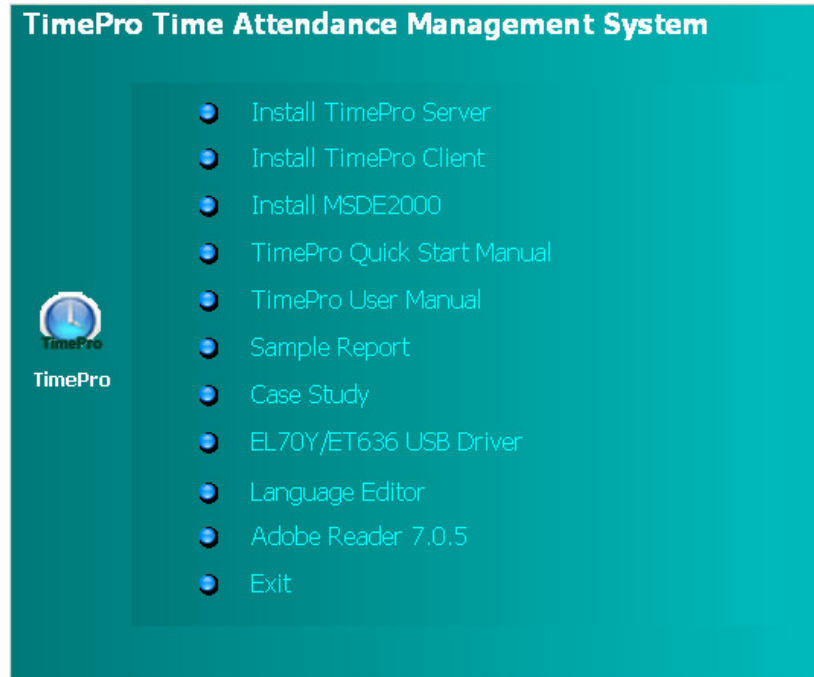 TimePro Time Attendance Management System
Install TimePro Server
Install TimePro Client
Install MSDE2000
TimePro Quick Start Manual
TimePro User Manual
Sample Report
Case Study
EL70Y/ET636 USB Driver
Language Editor
Adobe Reader 7.0.5
Exit
TimePro
TimePro